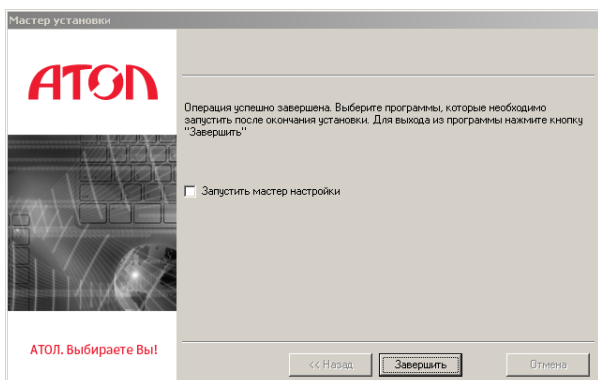 Мастер установки
АТОЛ
Операция успешно завершена. Выберите программы, которые необходимо
запустить после окончания установки. Для выхода из программы нажмите кнопку
"Завершить"
Запустить мастер настройки
АТОЛ. Выбираете Вы!
<< Назад
Завершить
Отмена